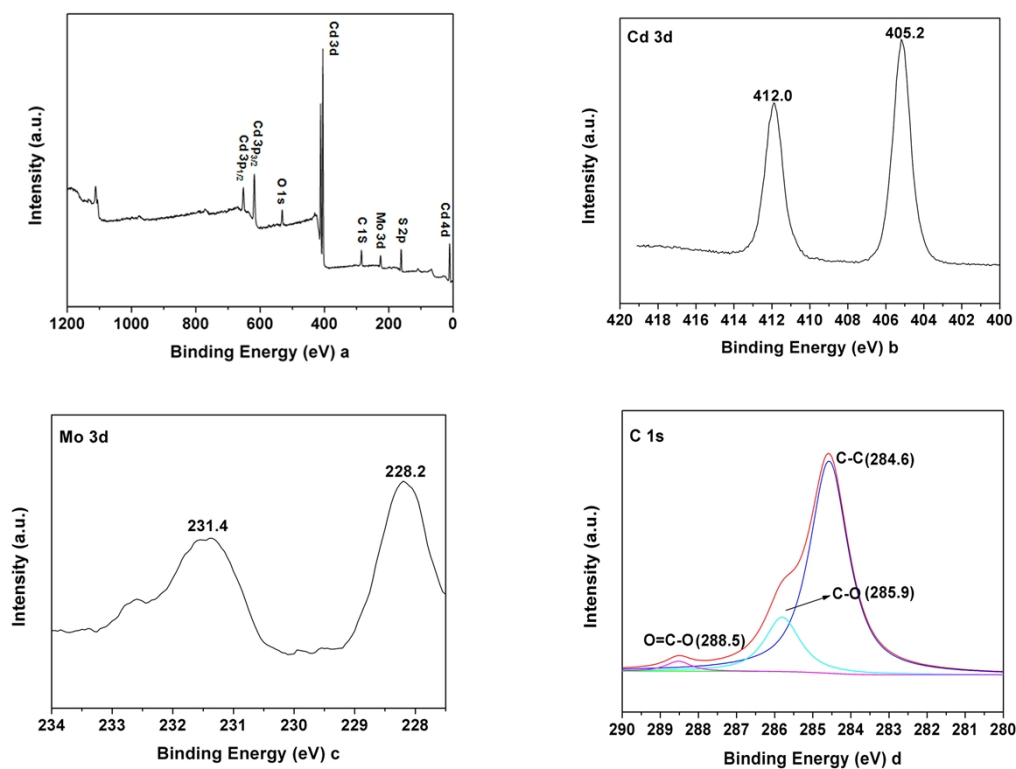 Cd 3d
Cd 3p1/2
Cd 3p3/2
O 1s
C 1S
Mo 3d
S 2p
Cd 4d
Intensity (a.u.)
1200 1000 800 600 400 200 0
Binding Energy (eV) a
Cd 3d
405.2
412.0
Intensity (a.u.)
420 418 416 414 412 410 408 406 404 402 400
Binding Energy (eV) b
Mo 3d
228.2
231.4
Intensity (a.u.)
234 233 232 231 230 229 228
Binding Energy (eV) c
C 1s
C-C (284.6)
C-O (285.9)
O=C-O (288.5)
Intensity (a.u.)
290 289 288 287 286 285 284 283 282 281 280
Binding Energy (eV) d